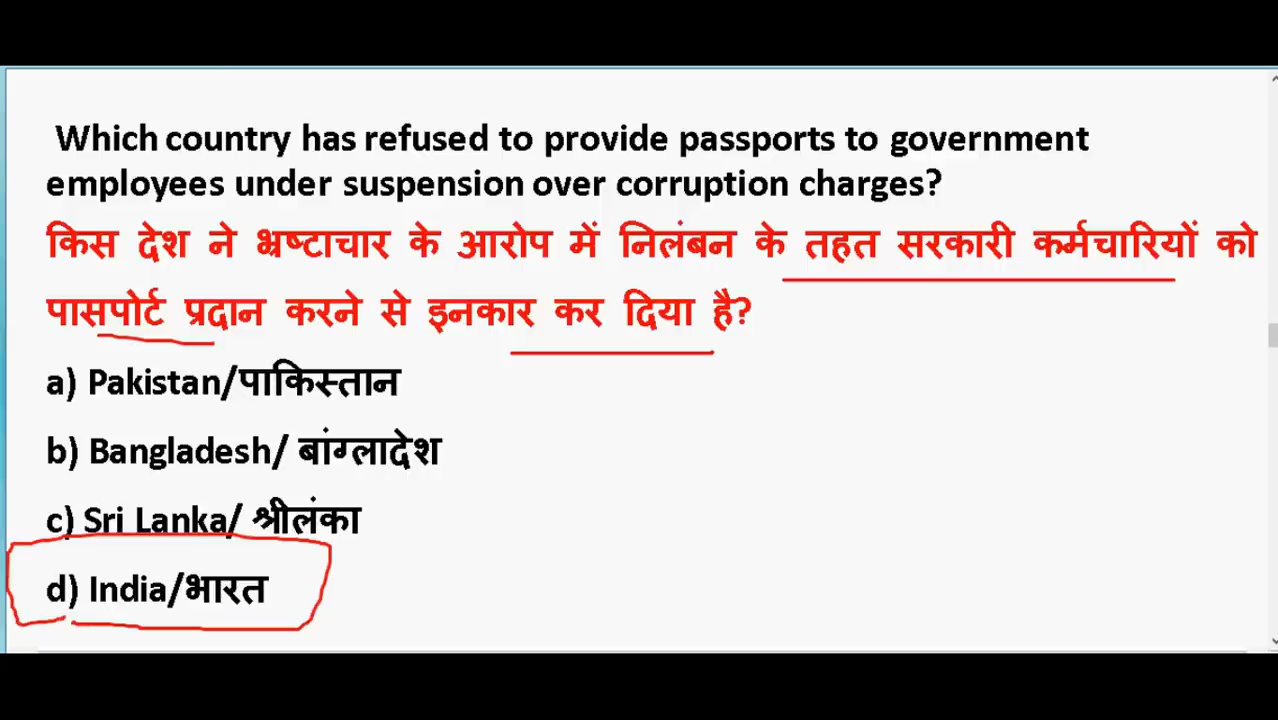 Which country has refused to provide passports to government
employees under suspension over corruption charges?
किस देश ने भ्रष्टाचार के आरोप में निलंबन के तहत सरकारी कर्मचारियों को
पासपोर्ट प्रदान करने से इनकार कर दिया है?
a) Pakistan/पाकिस्तान
b) Bangladesh/ बांग्लादेश
c) Sri Lanka/ श्रीलंका
d) India/भारत